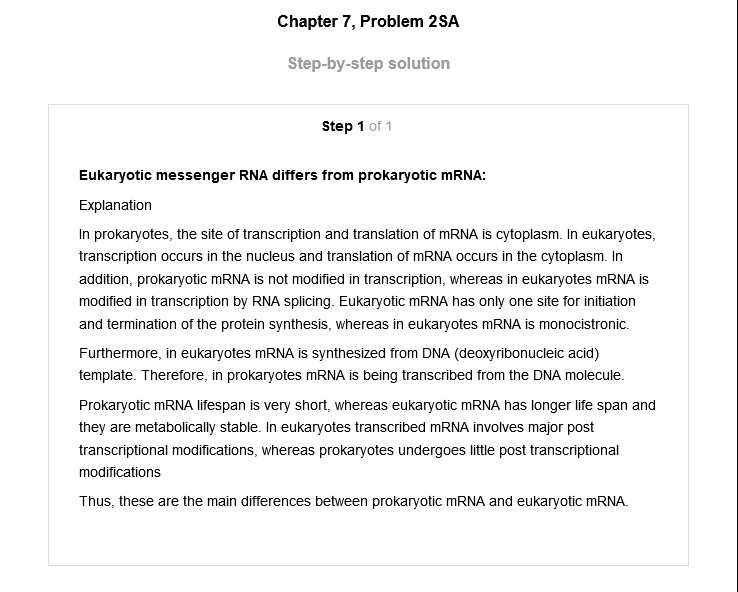 Chapter 7, Problem 2SA
Step-by-step solution
Step 1 of 1
Eukaryotic messenger RNA differs from prokaryotic mRNA:
Explanation
In prokaryotes, the site of transcription and translation of mRNA is cytoplasm. In eukaryotes,
transcription occurs in the nucleus and translation of mRNA occurs in the cytoplasm. In
addition, prokaryotic mRNA is not modified in transcription, whereas in eukaryotes mRNA is
modified in transcription by RNA splicing. Eukaryotic mRNA has only one site for initiation
and termination of the protein synthesis, whereas in eukaryotes mRNA is monocistronic.
Furthermore, in eukaryotes mRNA is synthesized from DNA (deoxyribonucleic acid)
template. Therefore, in prokaryotes mRNA is being transcribed from the DNA molecule.
Prokaryotic mRNA lifespan is very short, whereas eukaryotic mRNA has longer life span and
they are metabolically stable. In eukaryotes transcribed mRNA involves major post
transcriptional modifications, whereas prokaryotes undergoes little post transcriptional
modifications
Thus, these are the main differences between prokaryotic mRNA and eukaryotic mRNA.